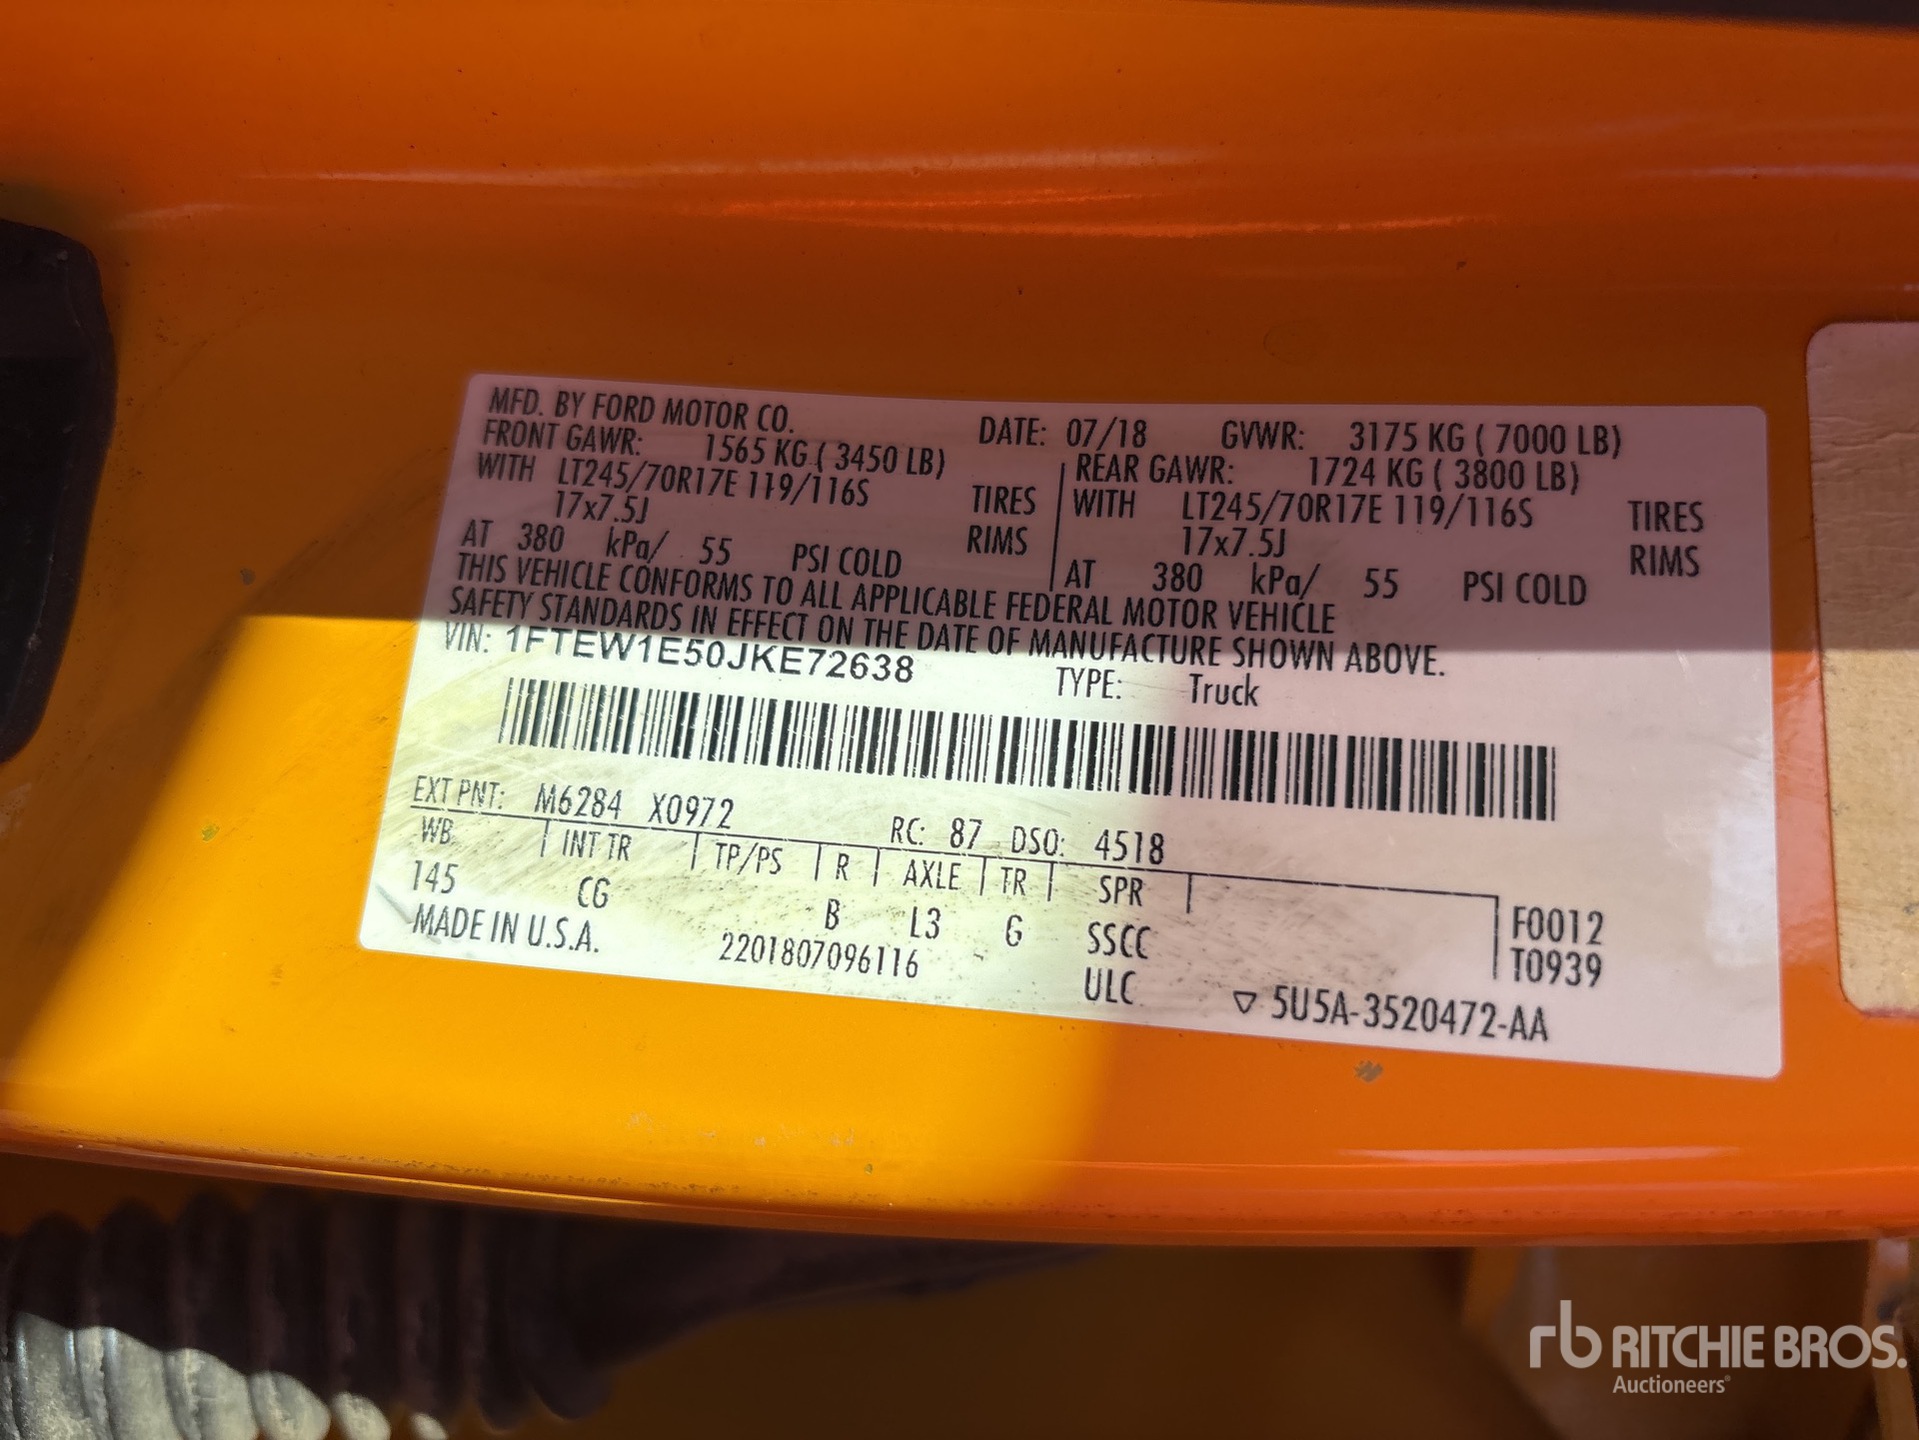 MFD. BY FORD MOTOR CO.
DATE: 07/18 GVWR: 3175 KG ( 7000 LB)
FRONT GAWR: 1565 KG ( 3450 LB)
REAR GAWR: 1724 KG ( 3800 LB)
WITH LT245/70R17E 119/116S TIRES
WITH LT245/70R17E 119/116S TIRES
17x7.5J RIMS
17x7.5J RIMS
AT 380 kPa/ 55 PSI COLD
AT 380 kPa/ 55 PSI COLD
THIS VEHICLE CONFORMS TO ALL APPLICABLE FEDERAL MOTOR VEHICLE
SAFETY STANDARDS IN EFFECT ON THE DATE OF MANUFACTURE SHOWN ABOVE.
VIN: 1FTEW1E50JKE72638
TYPE: Truck
EXT PNT: M6284 X0972 RC: 87 DSO: 4518
WB INT TR TP/PS R AXLE TR SPR
145 CG B L3 G SSCC F0012
ULC T0939
MADE IN U.S.A. 2201807096116
▽ 5U5A-3520472-AA
rb RITCHIE BROS.
Auctioneers®